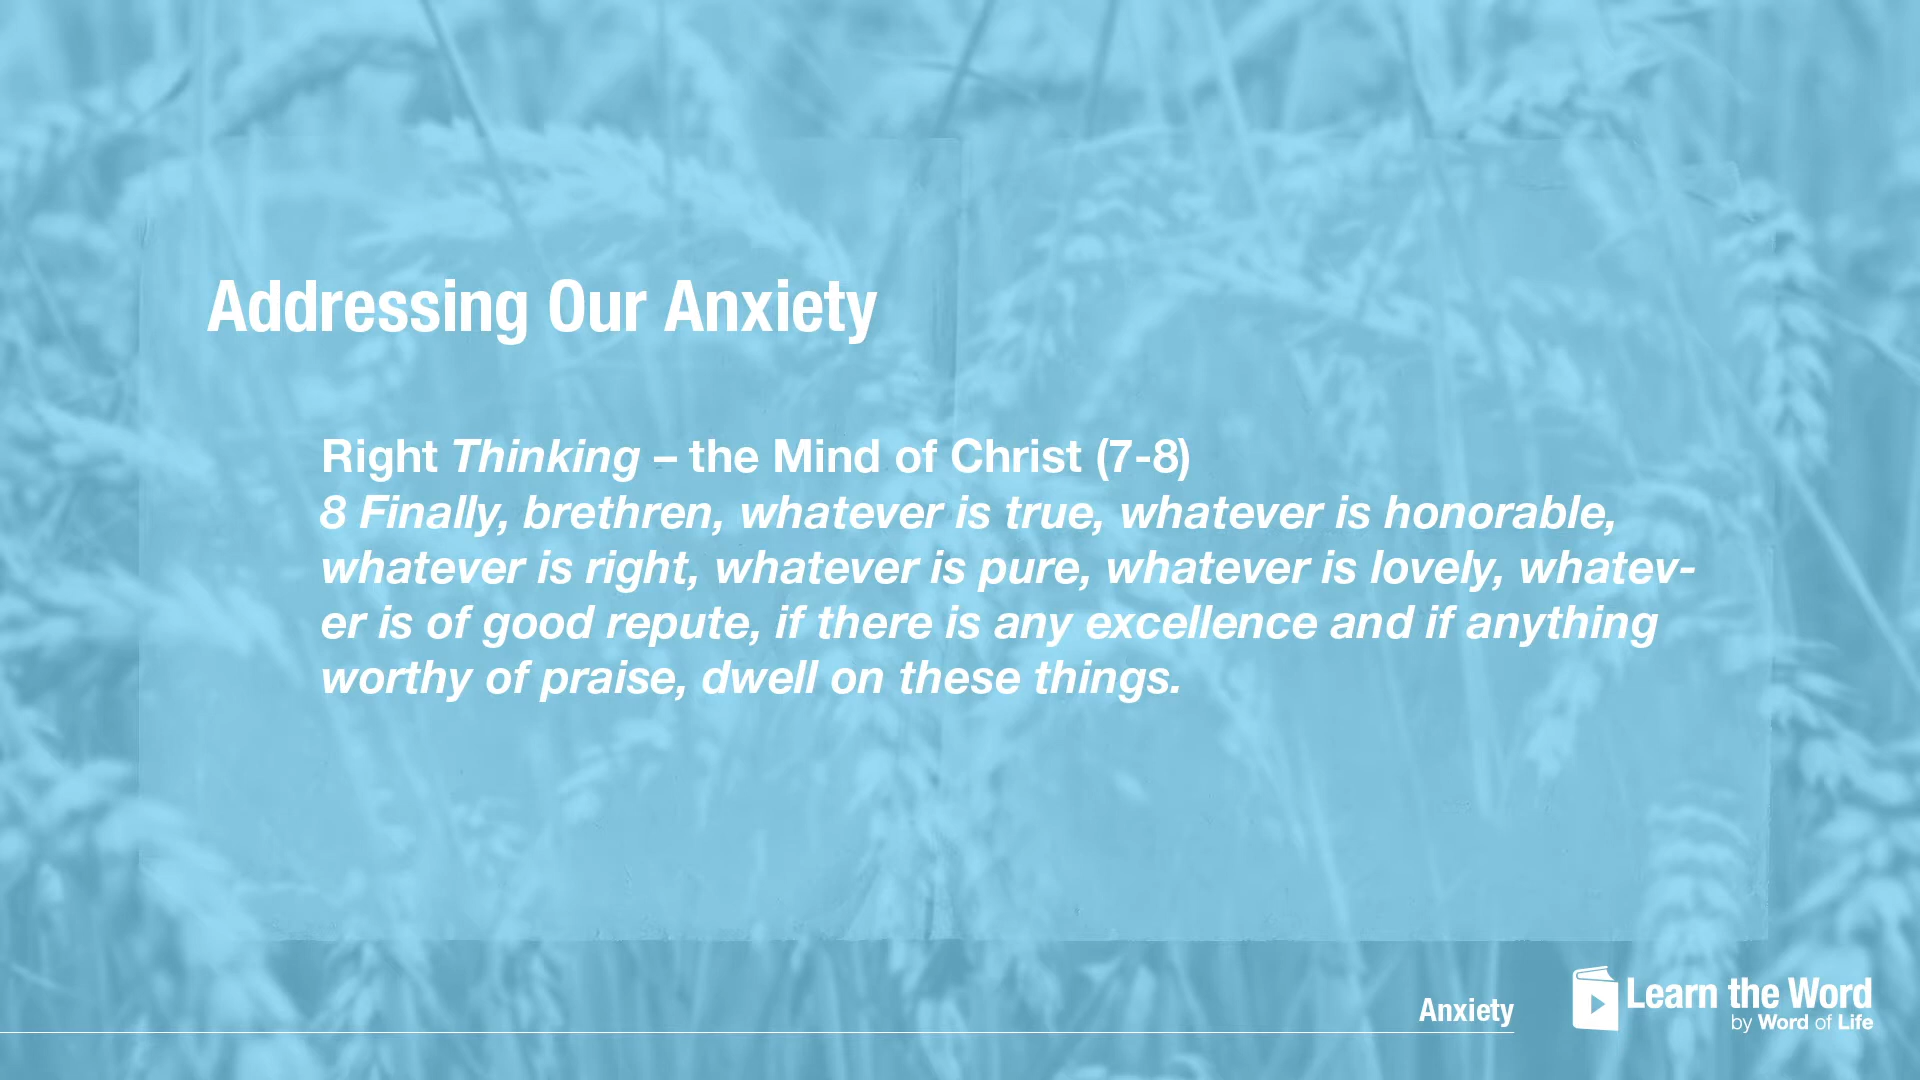 Addressing Our Anxiety
Right Thinking – the Mind of Christ (7-8)
8 Finally, brethren, whatever is true, whatever is honorable,
whatever is right, whatever is pure, whatever is lovely, whatev-
er is of good repute, if there is any excellence and if anything
worthy of praise, dwell on these things.
Anxiety
Learn the Word
by Word of Life